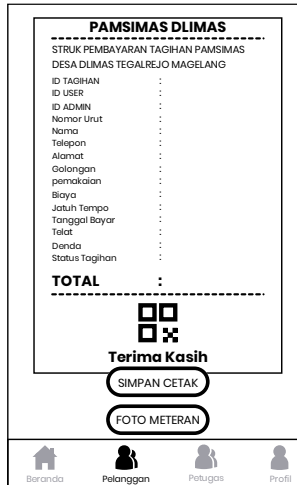 PAMSIMAS DLIMAS
STRUK PEMBAYARAN TAGIHAN PAMSIMAS
DESA DLIMAS TEGALREJO MAGELANG
ID TAGIHAN :
ID USER :
ID ADMIN :
Nomor Urut :
Nama :
Telepon :
Alamat :
Golongan :
pemakaian :
Biaya :
Jatuh Tempo :
Tanggal Bayar :
Telat :
Denda :
Status Tagihan :
TOTAL :
Terima Kasih
SIMPAN CETAK
FOTO METERAN
Beranda Pelanggan Petugas Profil